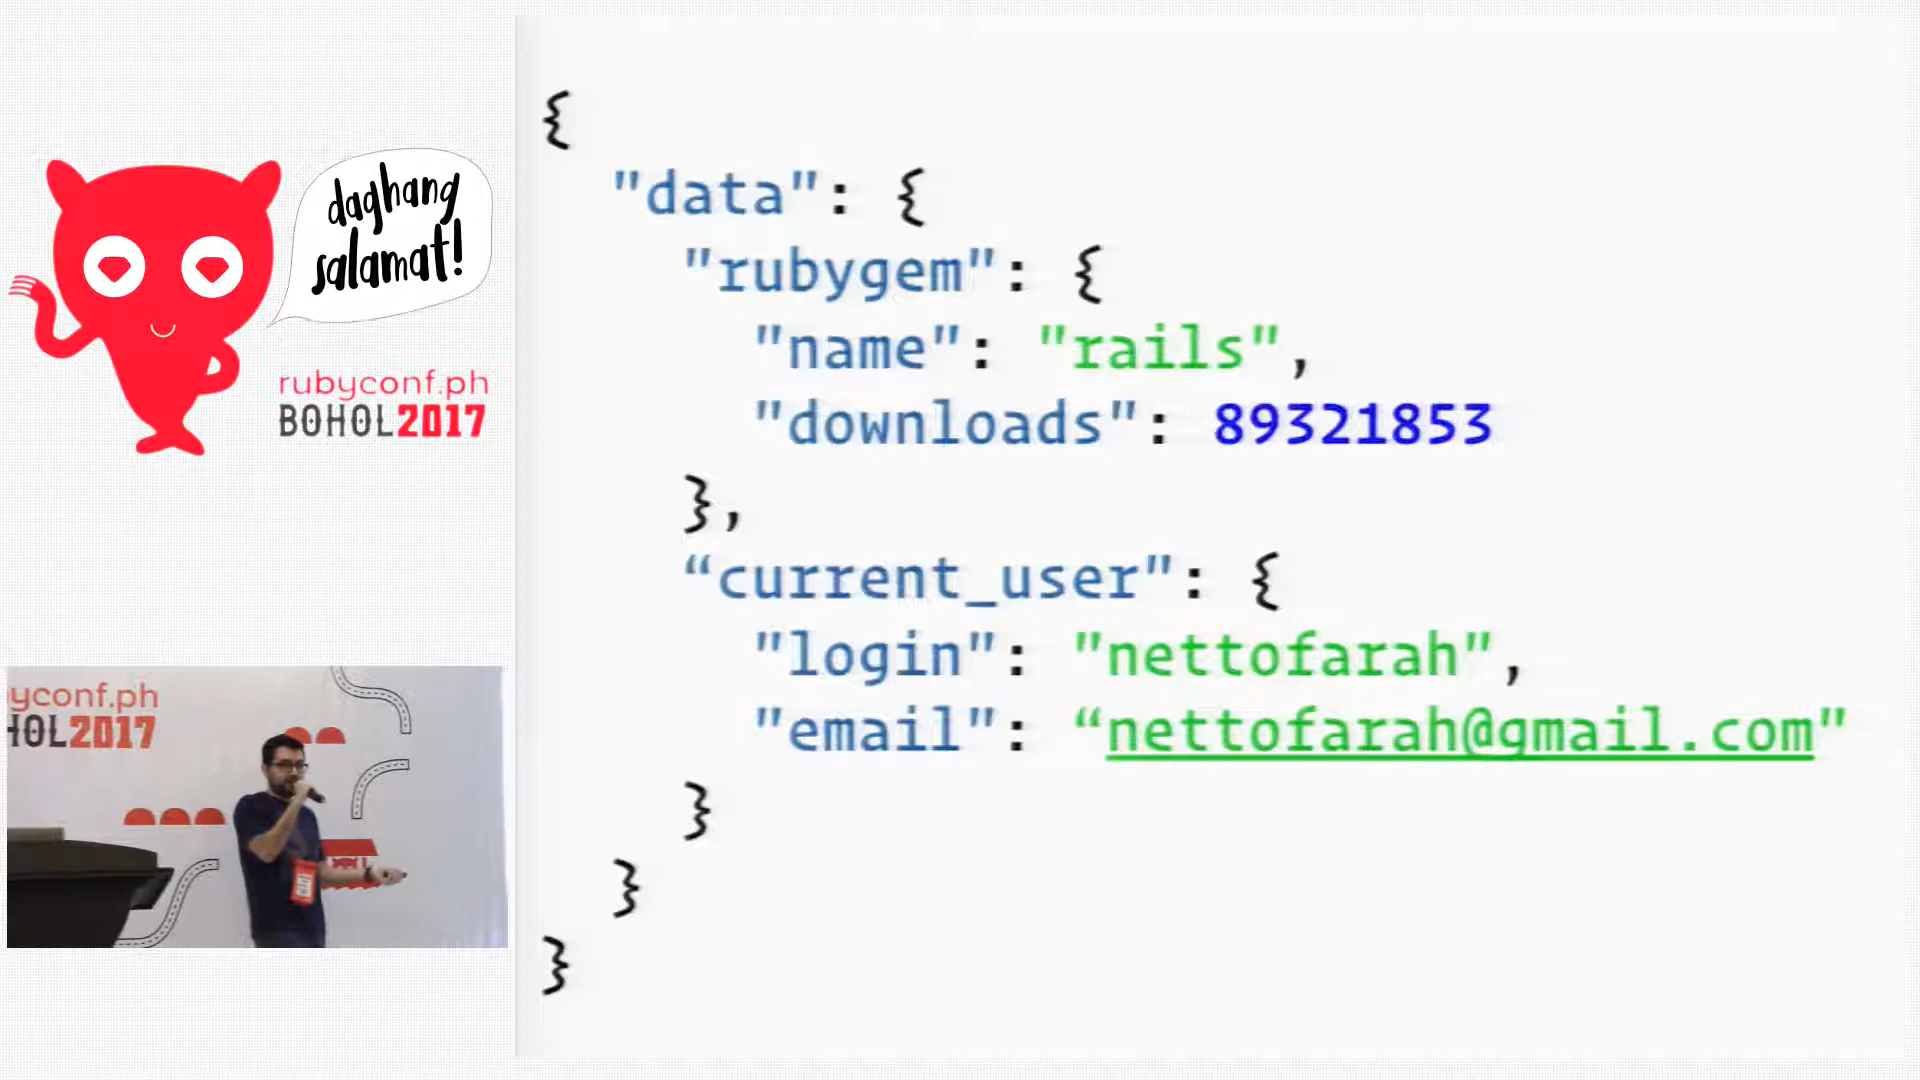 daghang
salamat!
rubyconf.ph
BOHOL2017
yconf.ph
HOL2017
{
"data": {
"rubygem": {
"name": "rails",
"downloads": 89321853
},
“current_user": {
"login": "nettofarah",
"email": “nettofarah@gmail.com"
}
}
}